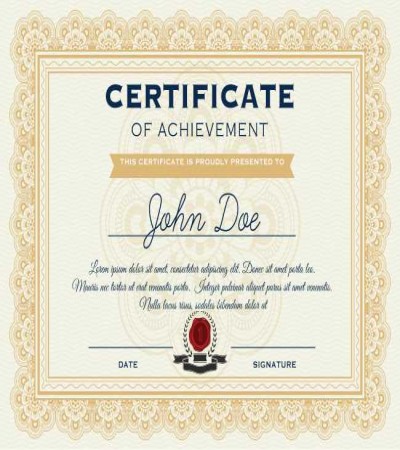 CERTIFICATE
OF ACHIEVEMENT
THIS CERTIFICATE IS PROUDLY PRESENTED TO
John Doe
Lorem ipsum dolor sit amet, consectetur adipiscing elit. Donec sit amet porta leo.
Mauris nec tortor at erat venenatis porta. Integer pulvinar aliquet purus sit amet venenatis.
Nulla lacus risus, sodales bibendum dolor at
DATE
SIGNATURE